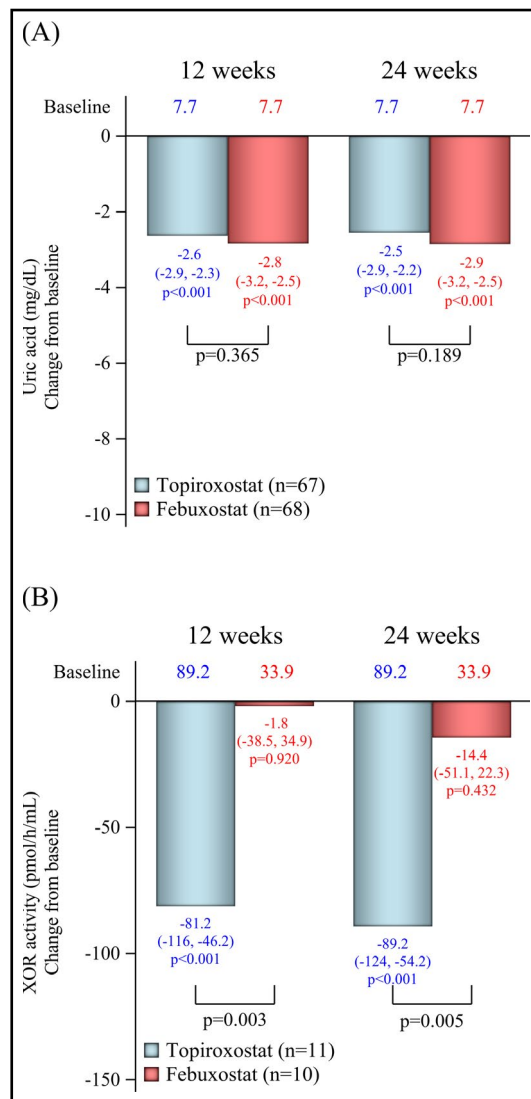 (A)
12 weeks 24 weeks
Baseline 7.7 7.7 7.7 7.7
0
-2
-4
-6
-8
-10
Uric acid (mg/dL)
Change from baseline
-2.6
(-2.9, -2.3)
p<0.001
-2.8
(-3.2, -2.5)
p<0.001
-2.5
(-2.9, -2.2)
p<0.001
-2.9
(-3.2, -2.5)
p<0.001
p=0.365
p=0.189
Topiroxostat (n=67)
Febuxostat (n=68)
(B)
12 weeks 24 weeks
Baseline 89.2 33.9 89.2 33.9
0
-50
-100
-150
XOR activity (pmol/h/mL)
Change from baseline
-81.2
(-116, -46.2)
p<0.001
-1.8
(-38.5, 34.9)
p=0.920
-89.2
(-124, -54.2)
p<0.001
-14.4
(-51.1, 22.3)
p=0.432
p=0.003
p=0.005
Topiroxostat (n=11)
Febuxostat (n=10)